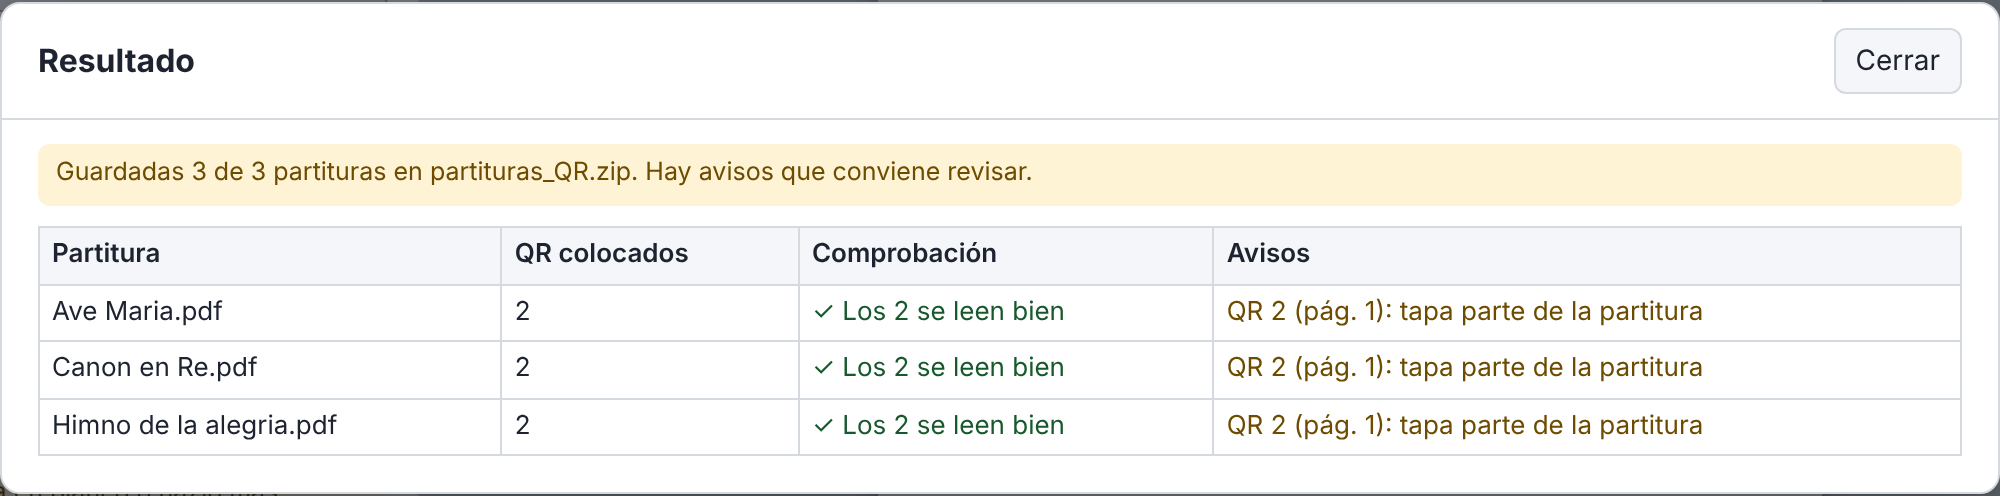 Resultado
Cerrar
Guardadas 3 de 3 partituras en partituras_QR.zip. Hay avisos que conviene revisar.
Partitura QR colocados Comprobación Avisos
Ave Maria.pdf 2 ✓ Los 2 se leen bien QR 2 (pág. 1): tapa parte de la partitura
Canon en Re.pdf 2 ✓ Los 2 se leen bien QR 2 (pág. 1): tapa parte de la partitura
Himno de la alegria.pdf 2 ✓ Los 2 se leen bien QR 2 (pág. 1): tapa parte de la partitura